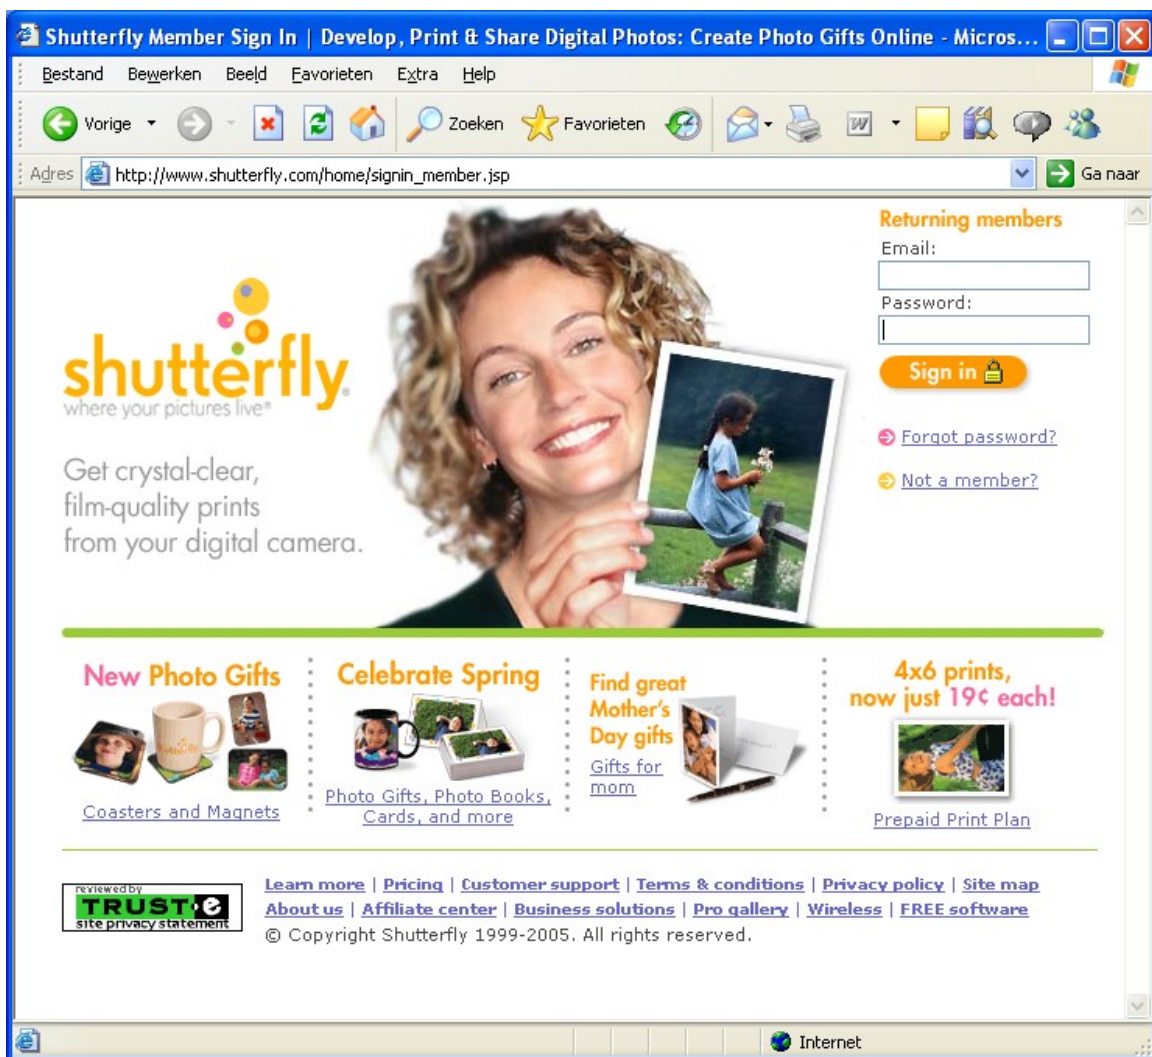 Shutterfly Member Sign In | Develop, Print & Share Digital Photos: Create Photo Gifts Online - Micros...
Bestand Bewerken Beeld Favorieten Extra Help
Vorige Zoeken Favorieten
Adres http://www.shutterfly.com/home/signin_member.jsp Ga naar
Returning members
Email:
Password:
Sign in
Forgot password?
Not a member?
shutterfly®
where your pictures live®
Get crystal-clear,
film-quality prints
from your digital camera.
New Photo Gifts
Coasters and Magnets
Celebrate Spring
Photo Gifts, Photo Books,
Cards, and more
Find great
Mother's
Day gifts
Gifts for
mom
4x6 prints,
now just 19¢ each!
Prepaid Print Plan
reviewed by
TRUST·e
site privacy statement
Learn more | Pricing | Customer support | Terms & conditions | Privacy policy | Site map
About us | Affiliate center | Business solutions | Pro gallery | Wireless | FREE software
© Copyright Shutterfly 1999-2005. All rights reserved.
Internet